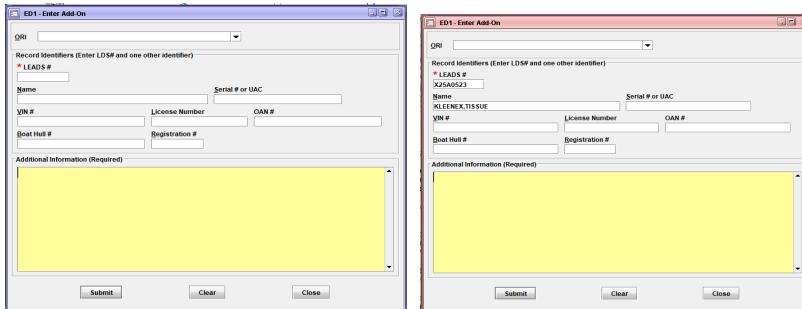 ED1 - Enter Add-On
ORI
Record Identifiers (Enter LDS# and one other identifier)
* LEADS #
Name Serial # or UAC
VIN # License Number OAN #
Boat Hull # Registration #
Additional Information (Required)
Submit Clear Close
ED1 - Enter Add-On
ORI
Record Identifiers (Enter LDS# and one other identifier)
* LEADS #
X25A0523
Name Serial # or UAC
KLEENEX,TISSUE
VIN # License Number OAN #
Boat Hull # Registration #
Additional Information (Required)
Submit Clear Close